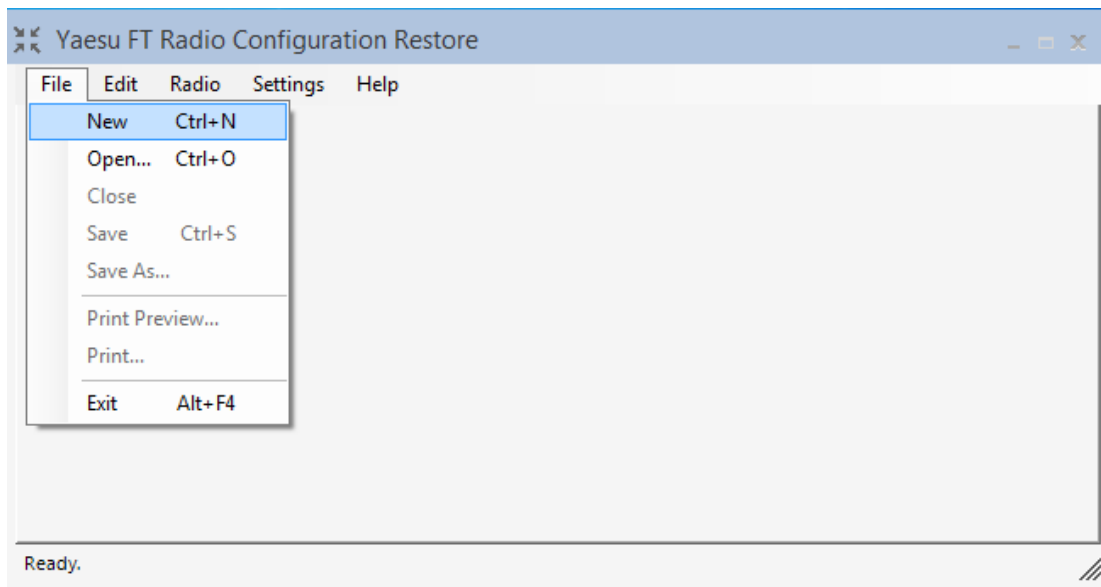 Yaesu FT Radio Configuration Restore
File Edit Radio Settings Help
New Ctrl+N
Open... Ctrl+O
Close
Save Ctrl+S
Save As...
Print Preview...
Print...
Exit Alt+F4
Ready.